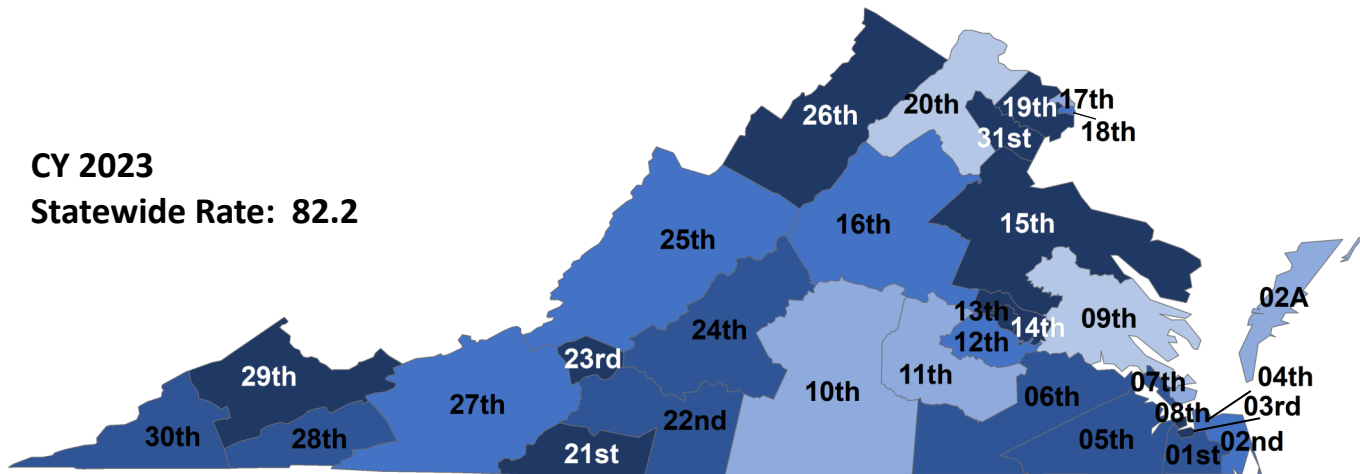 CY 2023
Statewide Rate: 82.2
26th
20th
19th
17th
18th
31st
25th
16th
15th
02A
24th
13th
14th
09th
12th
23rd
29th
27th
10th
11th
06th
07th
04th
08th
03rd
30th
28th
22nd
05th
02nd
21st
01st